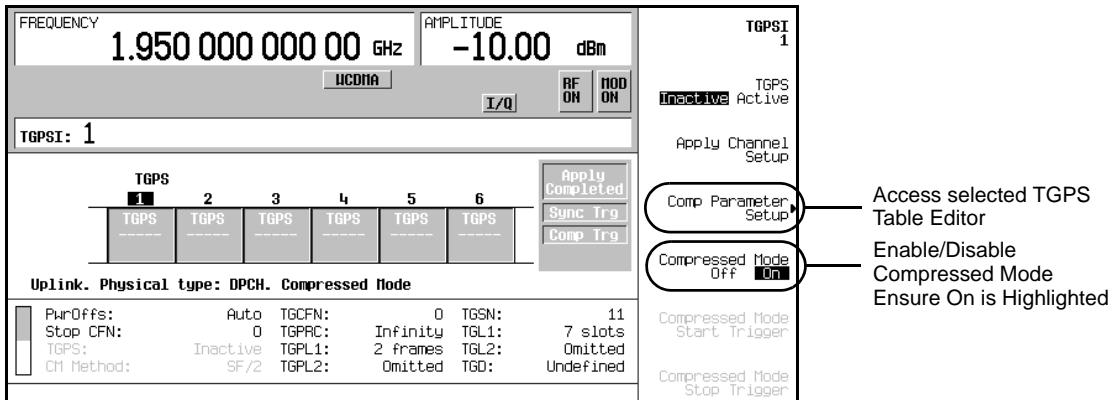 FREQUENCY
1.950 000 000 00 GHz
AMPLITUDE
-10.00 dBm
WCDMA
I/Q
RF ON
MOD ON
TGPSI: 1
TGPS
1 2 3 4 5 6
TGPS TGPS TGPS TGPS TGPS TGPS
----- ----- ----- ----- ----- -----
Apply Completed
Sync Trg
Comp Trg
Uplink. Physical type: DPCH. Compressed Mode
PwrOffs: Auto TGCFN: 0 TGSN: 11
Stop CFN: 0 TGPRC: Infinity TGL1: 7 slots
TGPS: Inactive TGPL1: 2 frames TGL2: Omitted
CM Method: SF/2 TGPL2: Omitted TGD: Undefined
TGPSI
1
TGPS
Inactive Active
Apply Channel
Setup
Comp Parameter
Setup
Compressed Mode
Off On
Compressed Mode
Start Trigger
Compressed Mode
Stop Trigger
Access selected TGPS
Table Editor
Enable/Disable
Compressed Mode
Ensure On is Highlighted